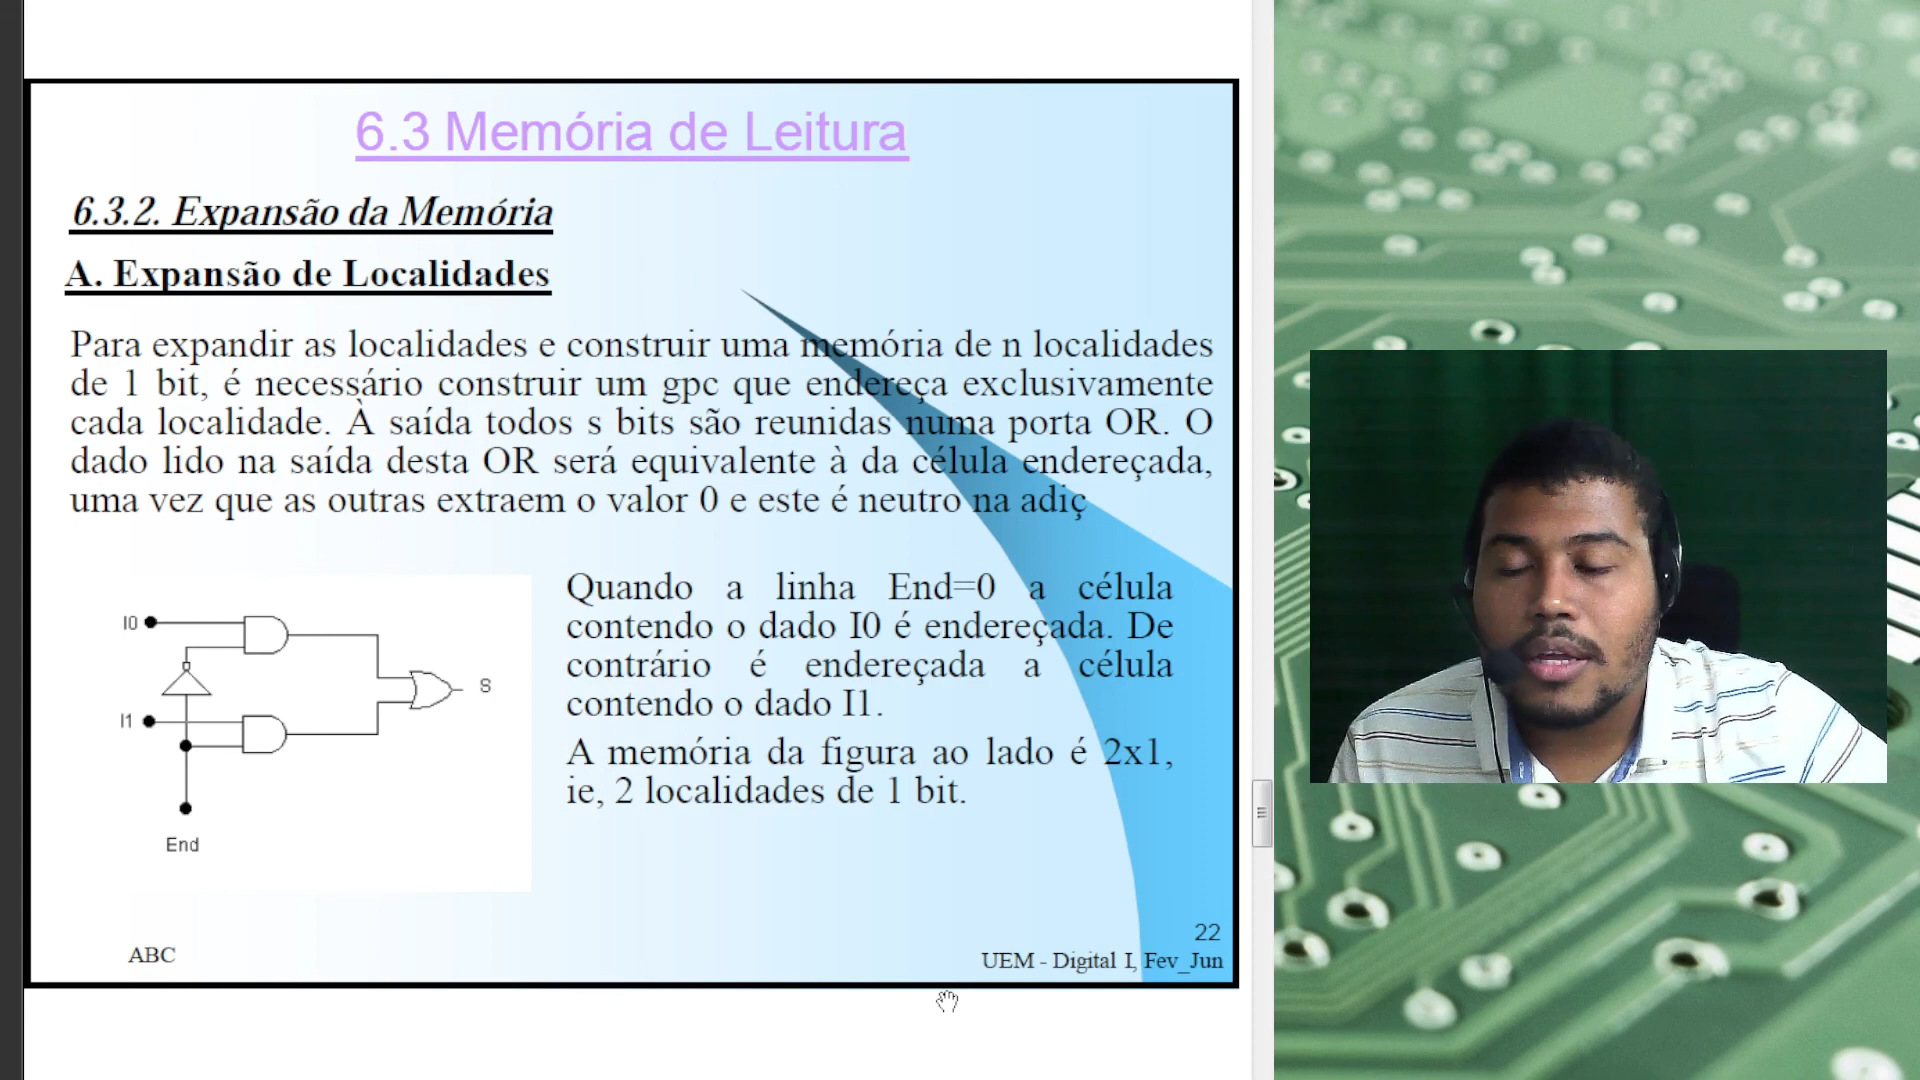 6.3 Memória de Leitura
6.3.2. Expansão da Memória
A. Expansão de Localidades
Para expandir as localidades e construir uma memória de n localidades
de 1 bit, é necessário construir um gpc que endereça exclusivamente
cada localidade. À saída todos s bits são reunidas numa porta OR. O
dado lido na saída desta OR será equivalente à da célula endereçada,
uma vez que as outras extraem o valor 0 e este é neutro na adiç
I0
I1
S
End
Quando a linha End=0 a célula
contendo o dado I0 é endereçada. De
contrário é endereçada a célula
contendo o dado I1.
A memória da figura ao lado é 2x1,
ie, 2 localidades de 1 bit.
ABC
22
UEM - Digital I, Fev_Jun